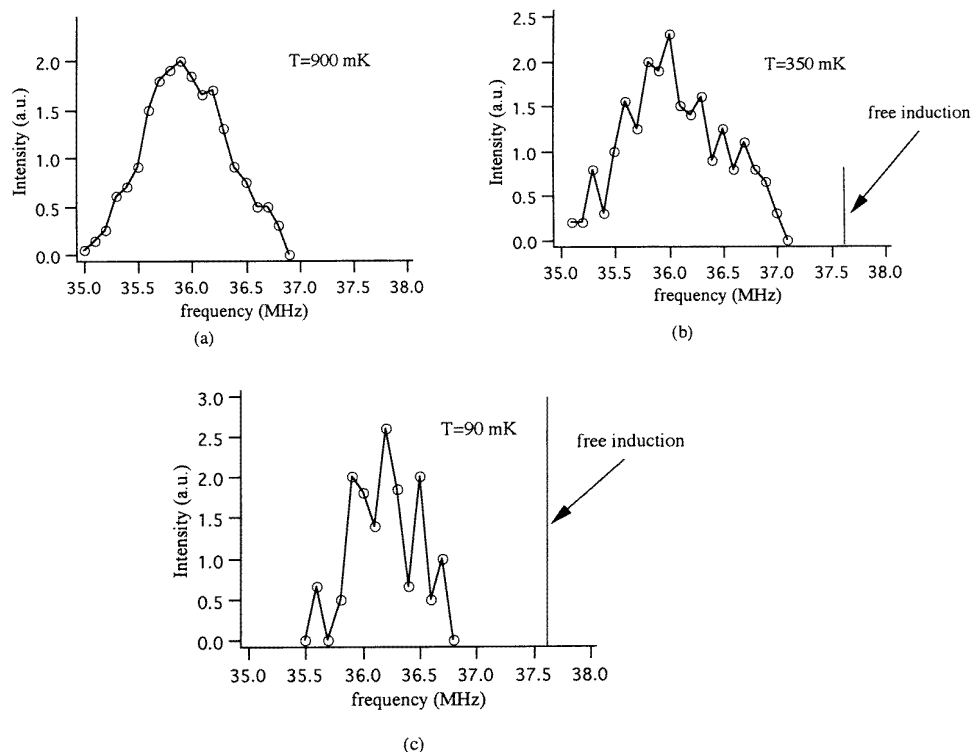 T=900 mK
Intensity (a.u.)
2.0
1.5
1.0
0.5
0.0
35.0 35.5 36.0 36.5 37.0 37.5 38.0
frequency (MHz)
(a)
T=350 mK
free induction
Intensity (a.u.)
2.5
2.0
1.5
1.0
0.5
0.0
35.0 35.5 36.0 36.5 37.0 37.5 38.0
frequency (MHz)
(b)
T=90 mK
free induction
Intensity (a.u.)
3.0
2.5
2.0
1.5
1.0
0.5
0.0
35.0 35.5 36.0 36.5 37.0 37.5 38.0
frequency (MHz)
(c)